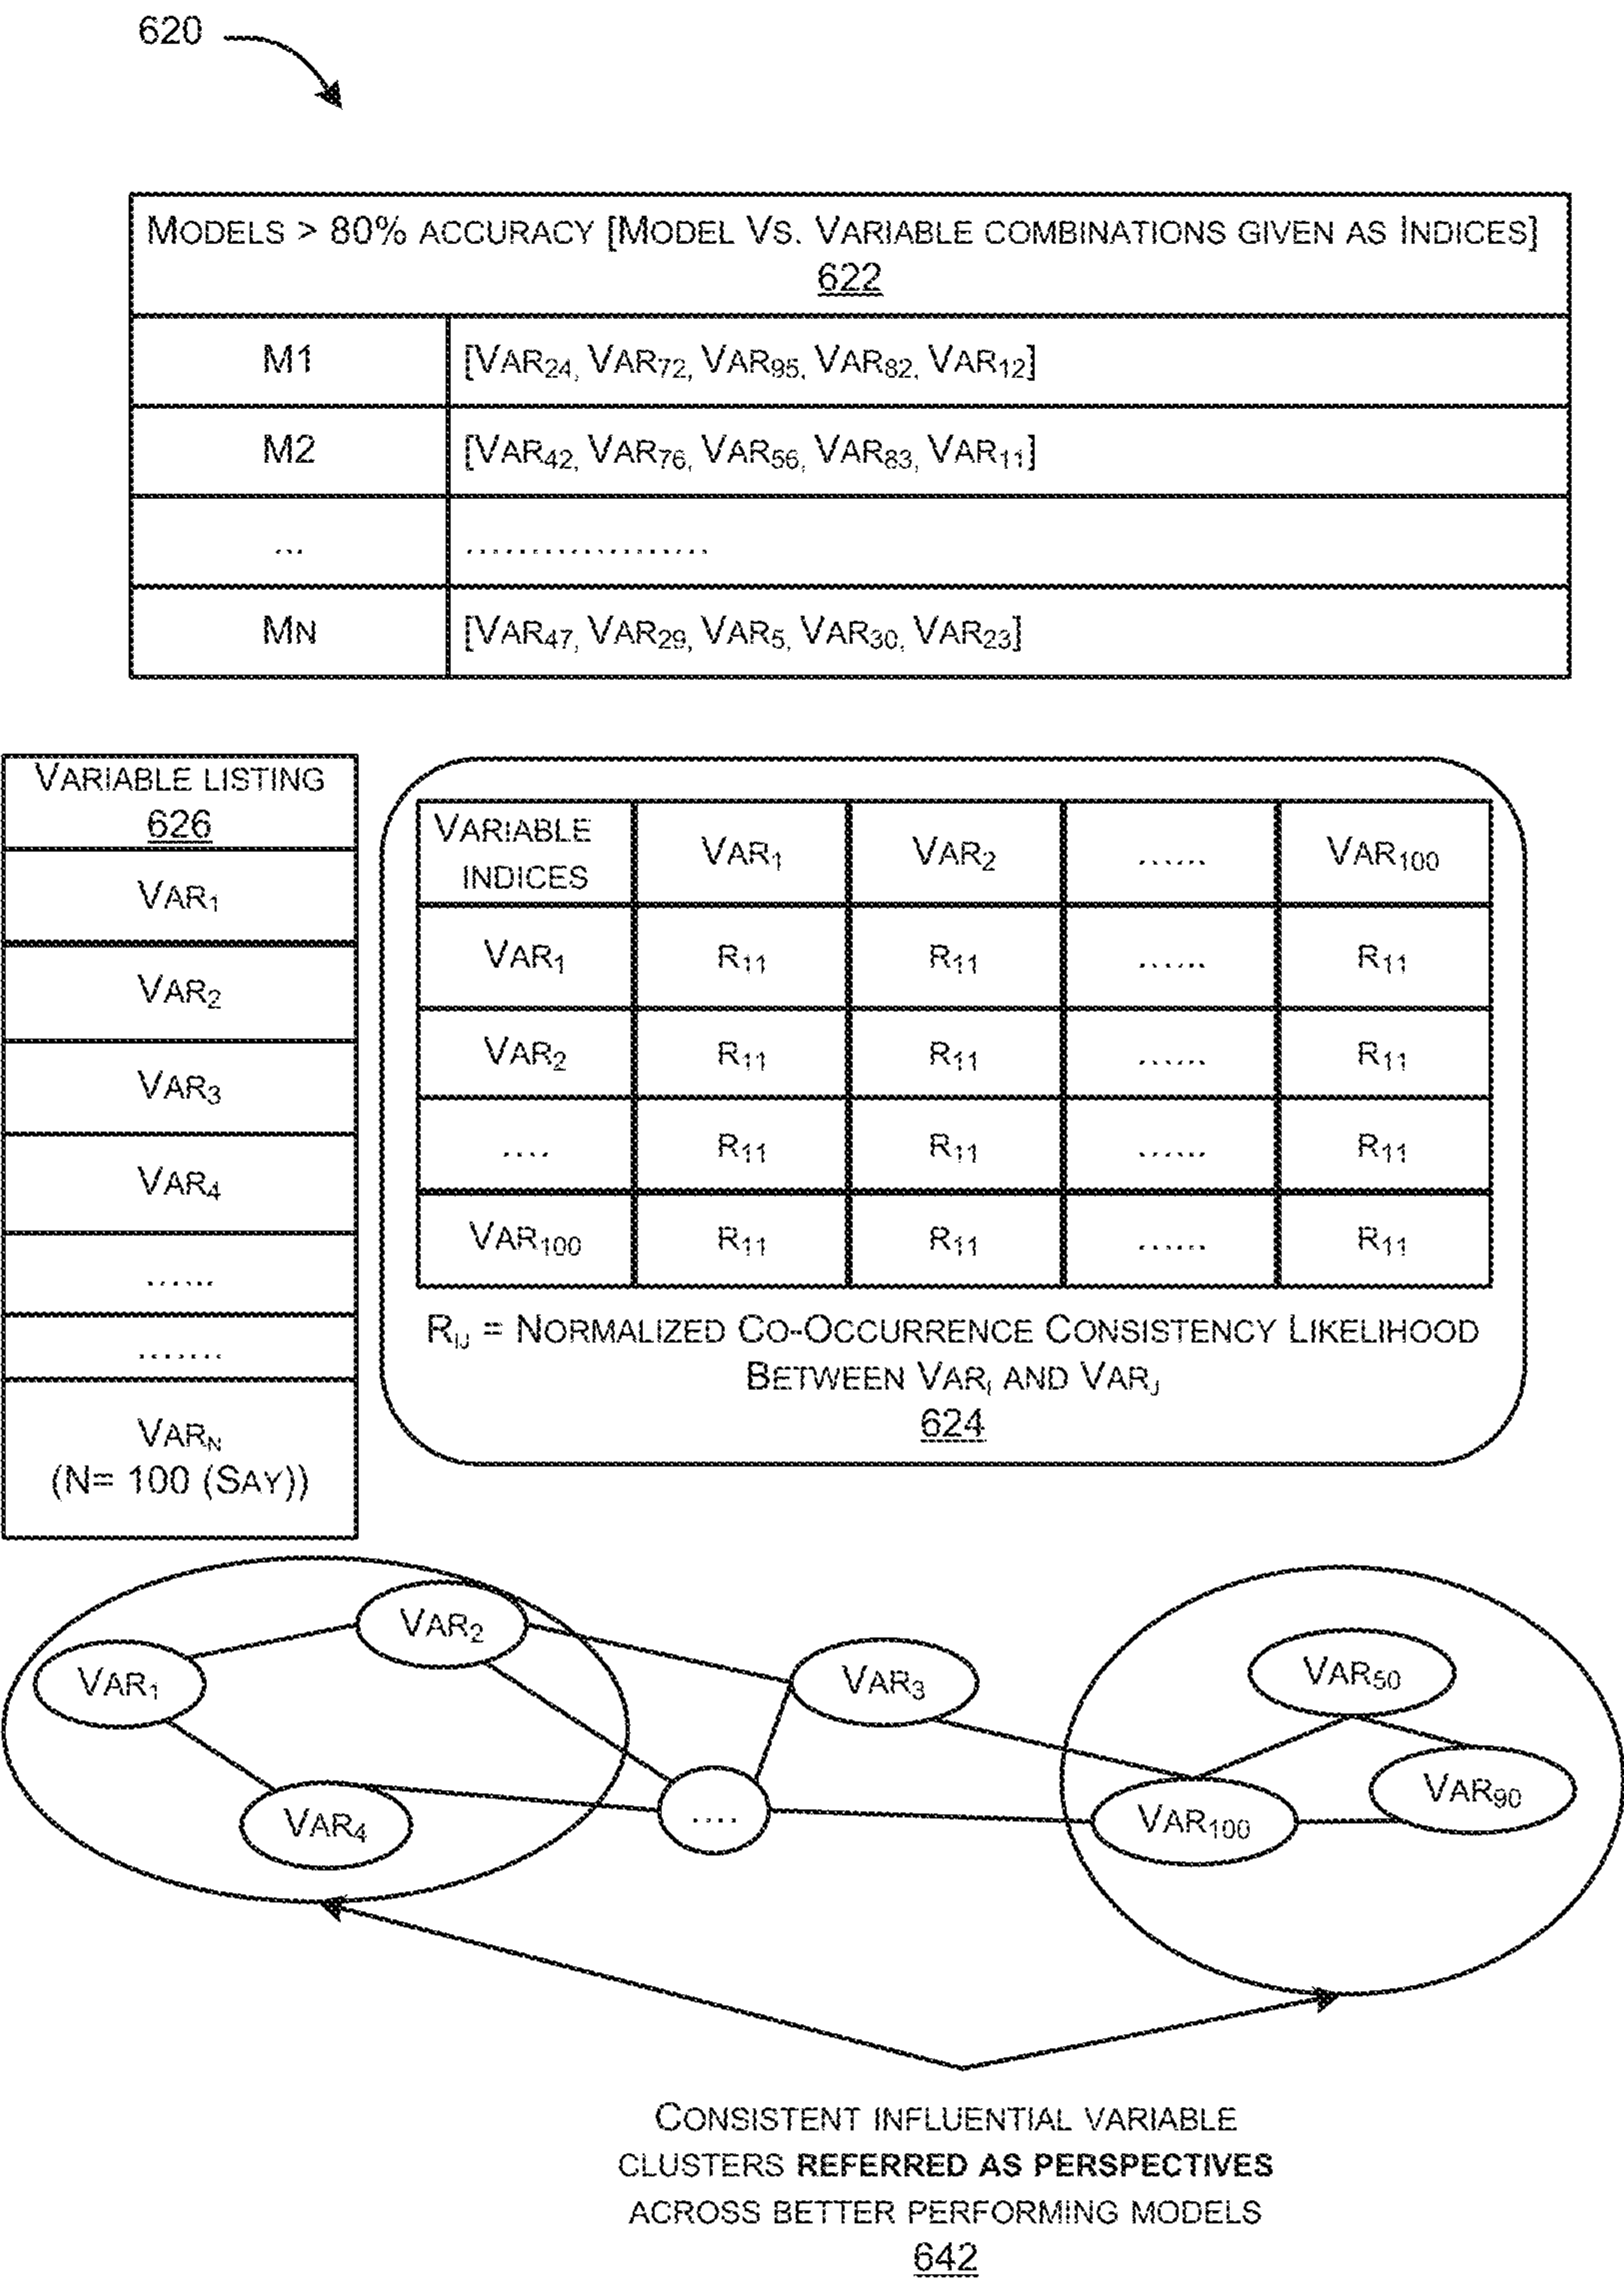 620
MODELS > 80% ACCURACY [MODEL VS. VARIABLE COMBINATIONS GIVEN AS INDICES]
622
M1 [VAR24, VAR72, VAR95, VAR82, VAR12]
M2 [VAR42, VAR76, VAR56, VAR83, VAR11]
... ..................
MN [VAR47, VAR29, VAR5, VAR30, VAR23]
VARIABLE LISTING
626
VAR1
VAR2
VAR3
VAR4
......
.......
VARN
(N= 100 (SAY))
VARIABLE
INDICES
VAR1 VAR2 ...... VAR100
VAR1 R11 R11 ...... R11
VAR2 R11 R11 ...... R11
.... R11 R11 ...... R11
VAR100 R11 R11 ...... R11
RIJ = NORMALIZED CO-OCCURRENCE CONSISTENCY LIKELIHOOD
BETWEEN VARI AND VARJ
624
VAR2
VAR1
VAR4
VAR3
....
VAR50
VAR90
VAR100
CONSISTENT INFLUENTIAL VARIABLE
CLUSTERS REFERRED AS PERSPECTIVES
ACROSS BETTER PERFORMING MODELS
642